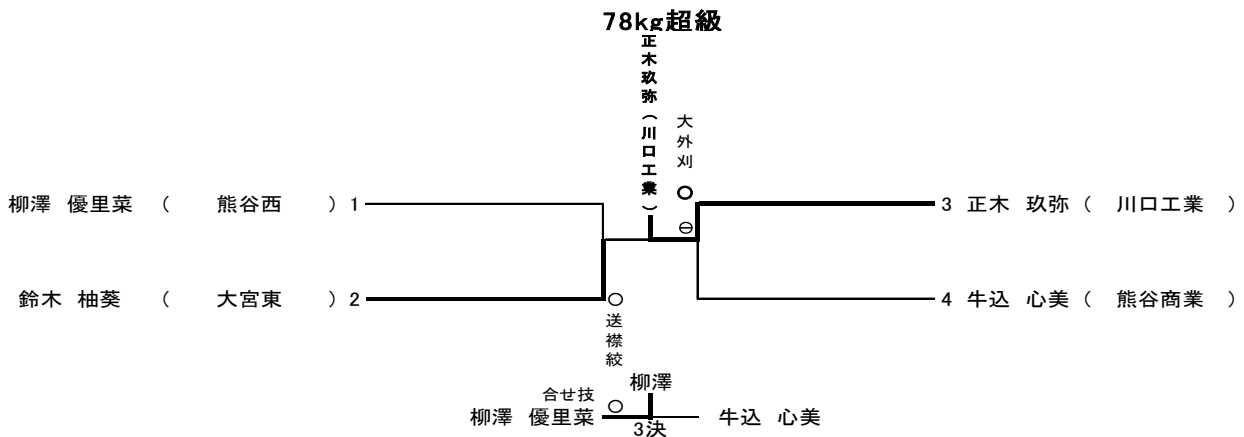 78kg超級
正木玖弥(川口工業)
大外刈
○
柳澤 優里菜 ( 熊谷西 ) 1
3 正木 玖弥 ( 川口工業 )
⊖
鈴木 柚葵 ( 大宮東 ) 2
○
送襟絞
4 牛込 心美 ( 熊谷商業 )
柳澤
合せ技
○
柳澤 優里菜
3決
牛込 心美